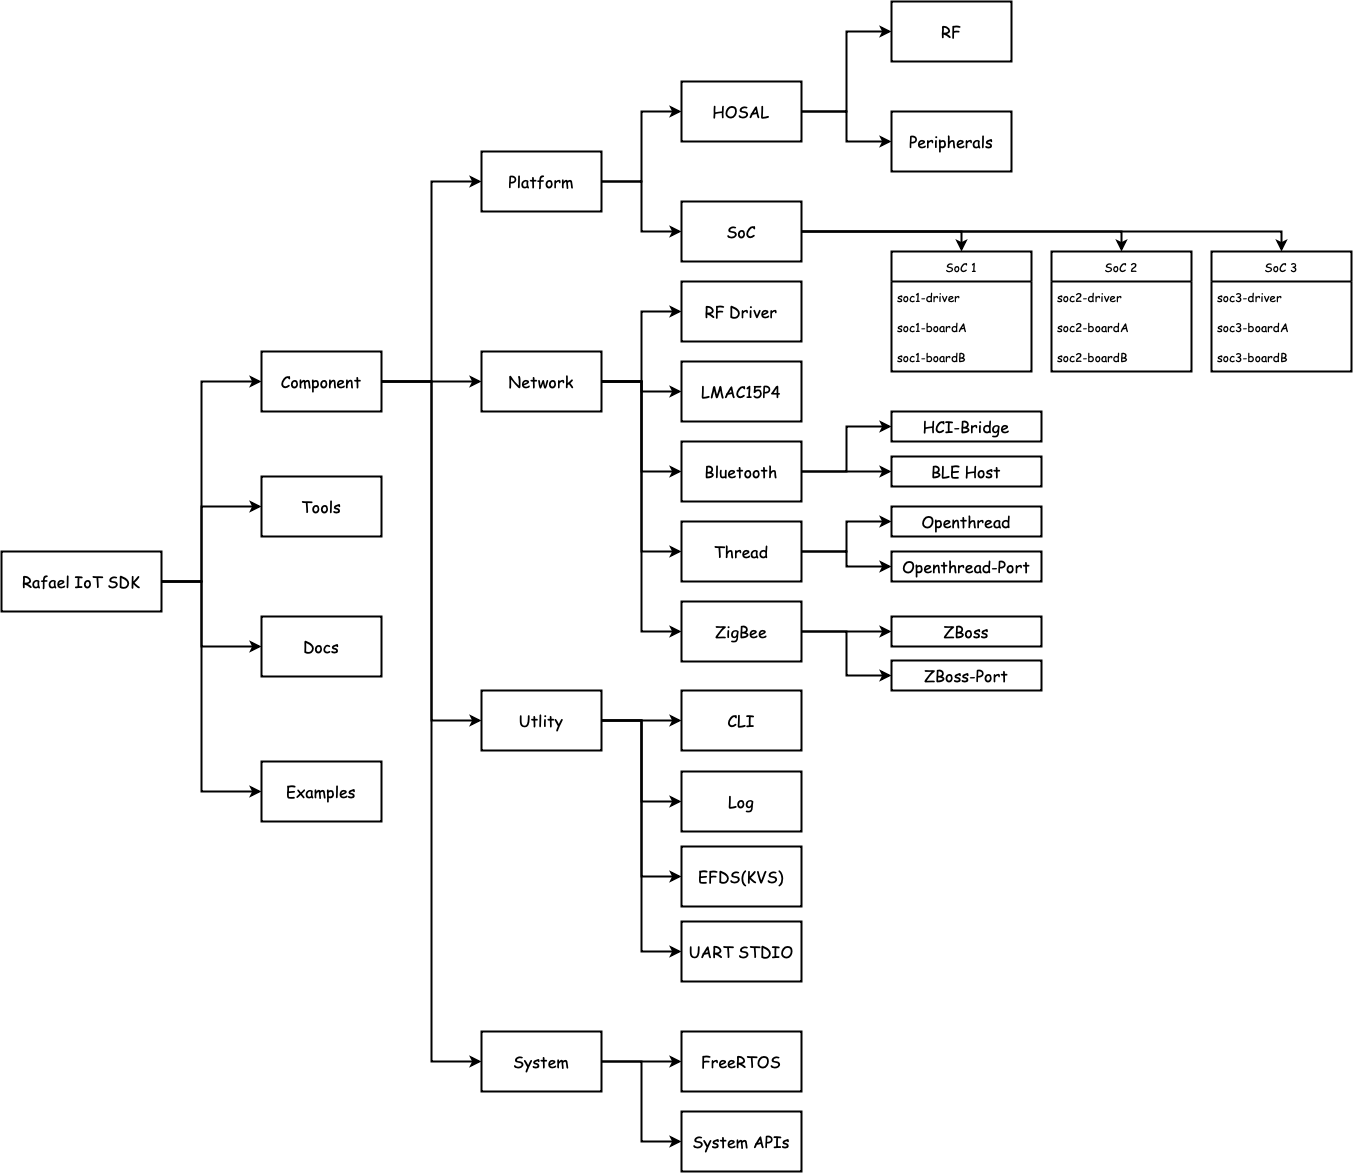 RF
HOSAL
Peripherals
Platform
SoC
SoC 1
SoC 2
SoC 3
soc1-driver
soc2-driver
soc3-driver
soc1-boardA
soc2-boardA
soc3-boardA
soc1-boardB
soc2-boardB
soc3-boardB
RF Driver
Component
Network
LMAC15P4
HCI-Bridge
Bluetooth
BLE Host
Tools
Openthread
Thread
Openthread-Port
Rafael IoT SDK
ZigBee
ZBoss
Docs
ZBoss-Port
Utlity
CLI
Examples
Log
EFDS(KVS)
UART STDIO
System
FreeRTOS
System APIs